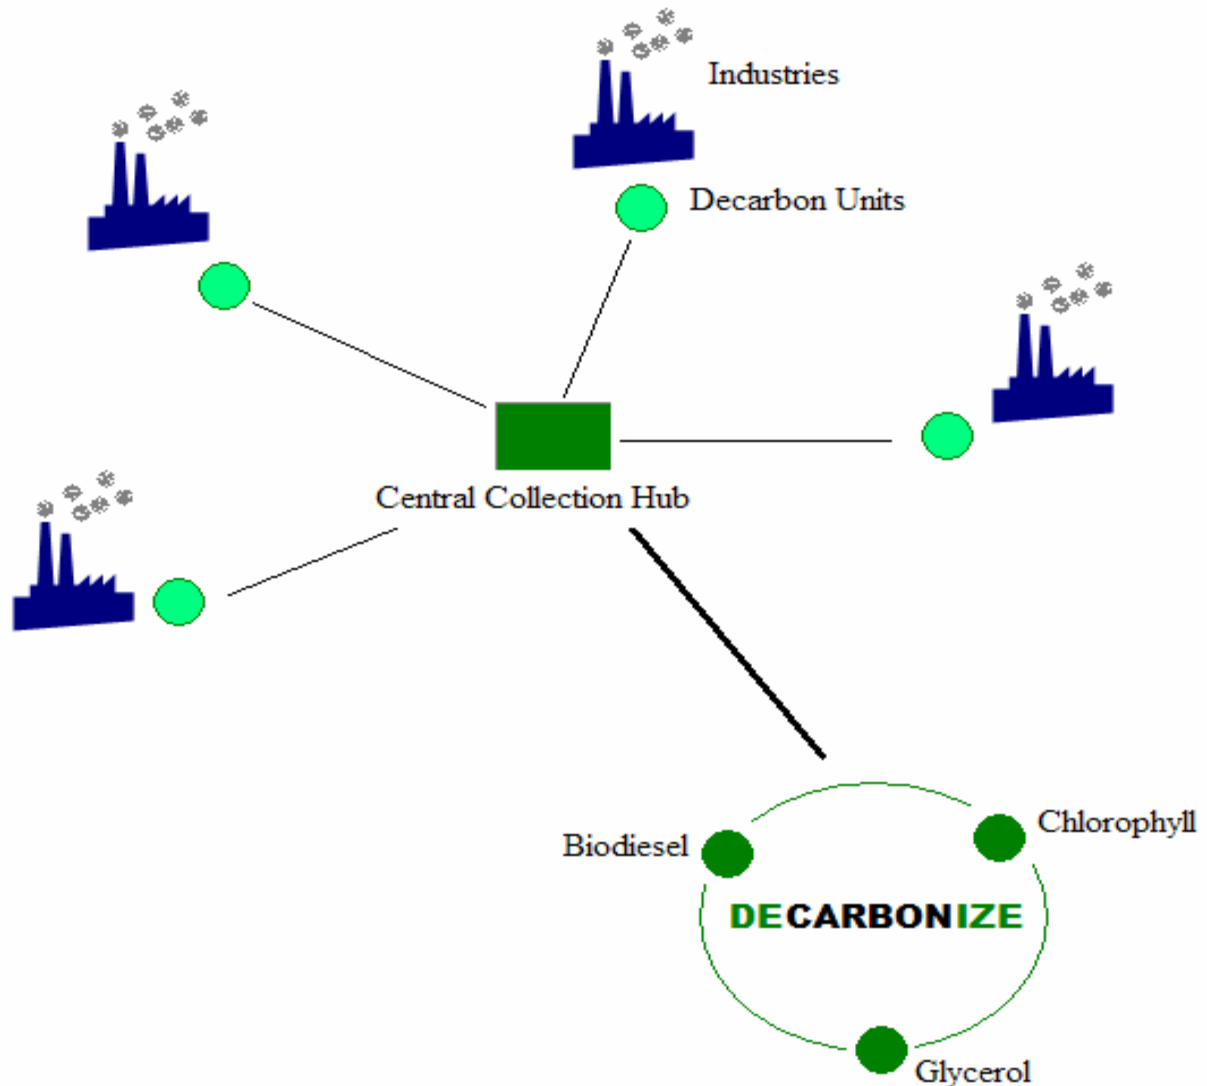 Industries
Decarbon Units
Central Collection Hub
Chlorophyll
Biodiesel
DECARBONIZE
Glycerol